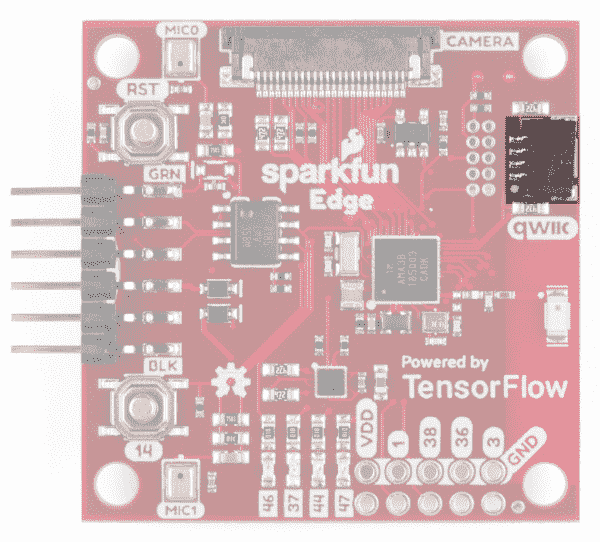 MIC0
CAMERA
RST
GRN
sparkfun
Edge
qwiic
AMA3B
BLK
Powered by
TensorFlow
14
MIC1
46
37
44
47
VDD
1
38
36
3
GND